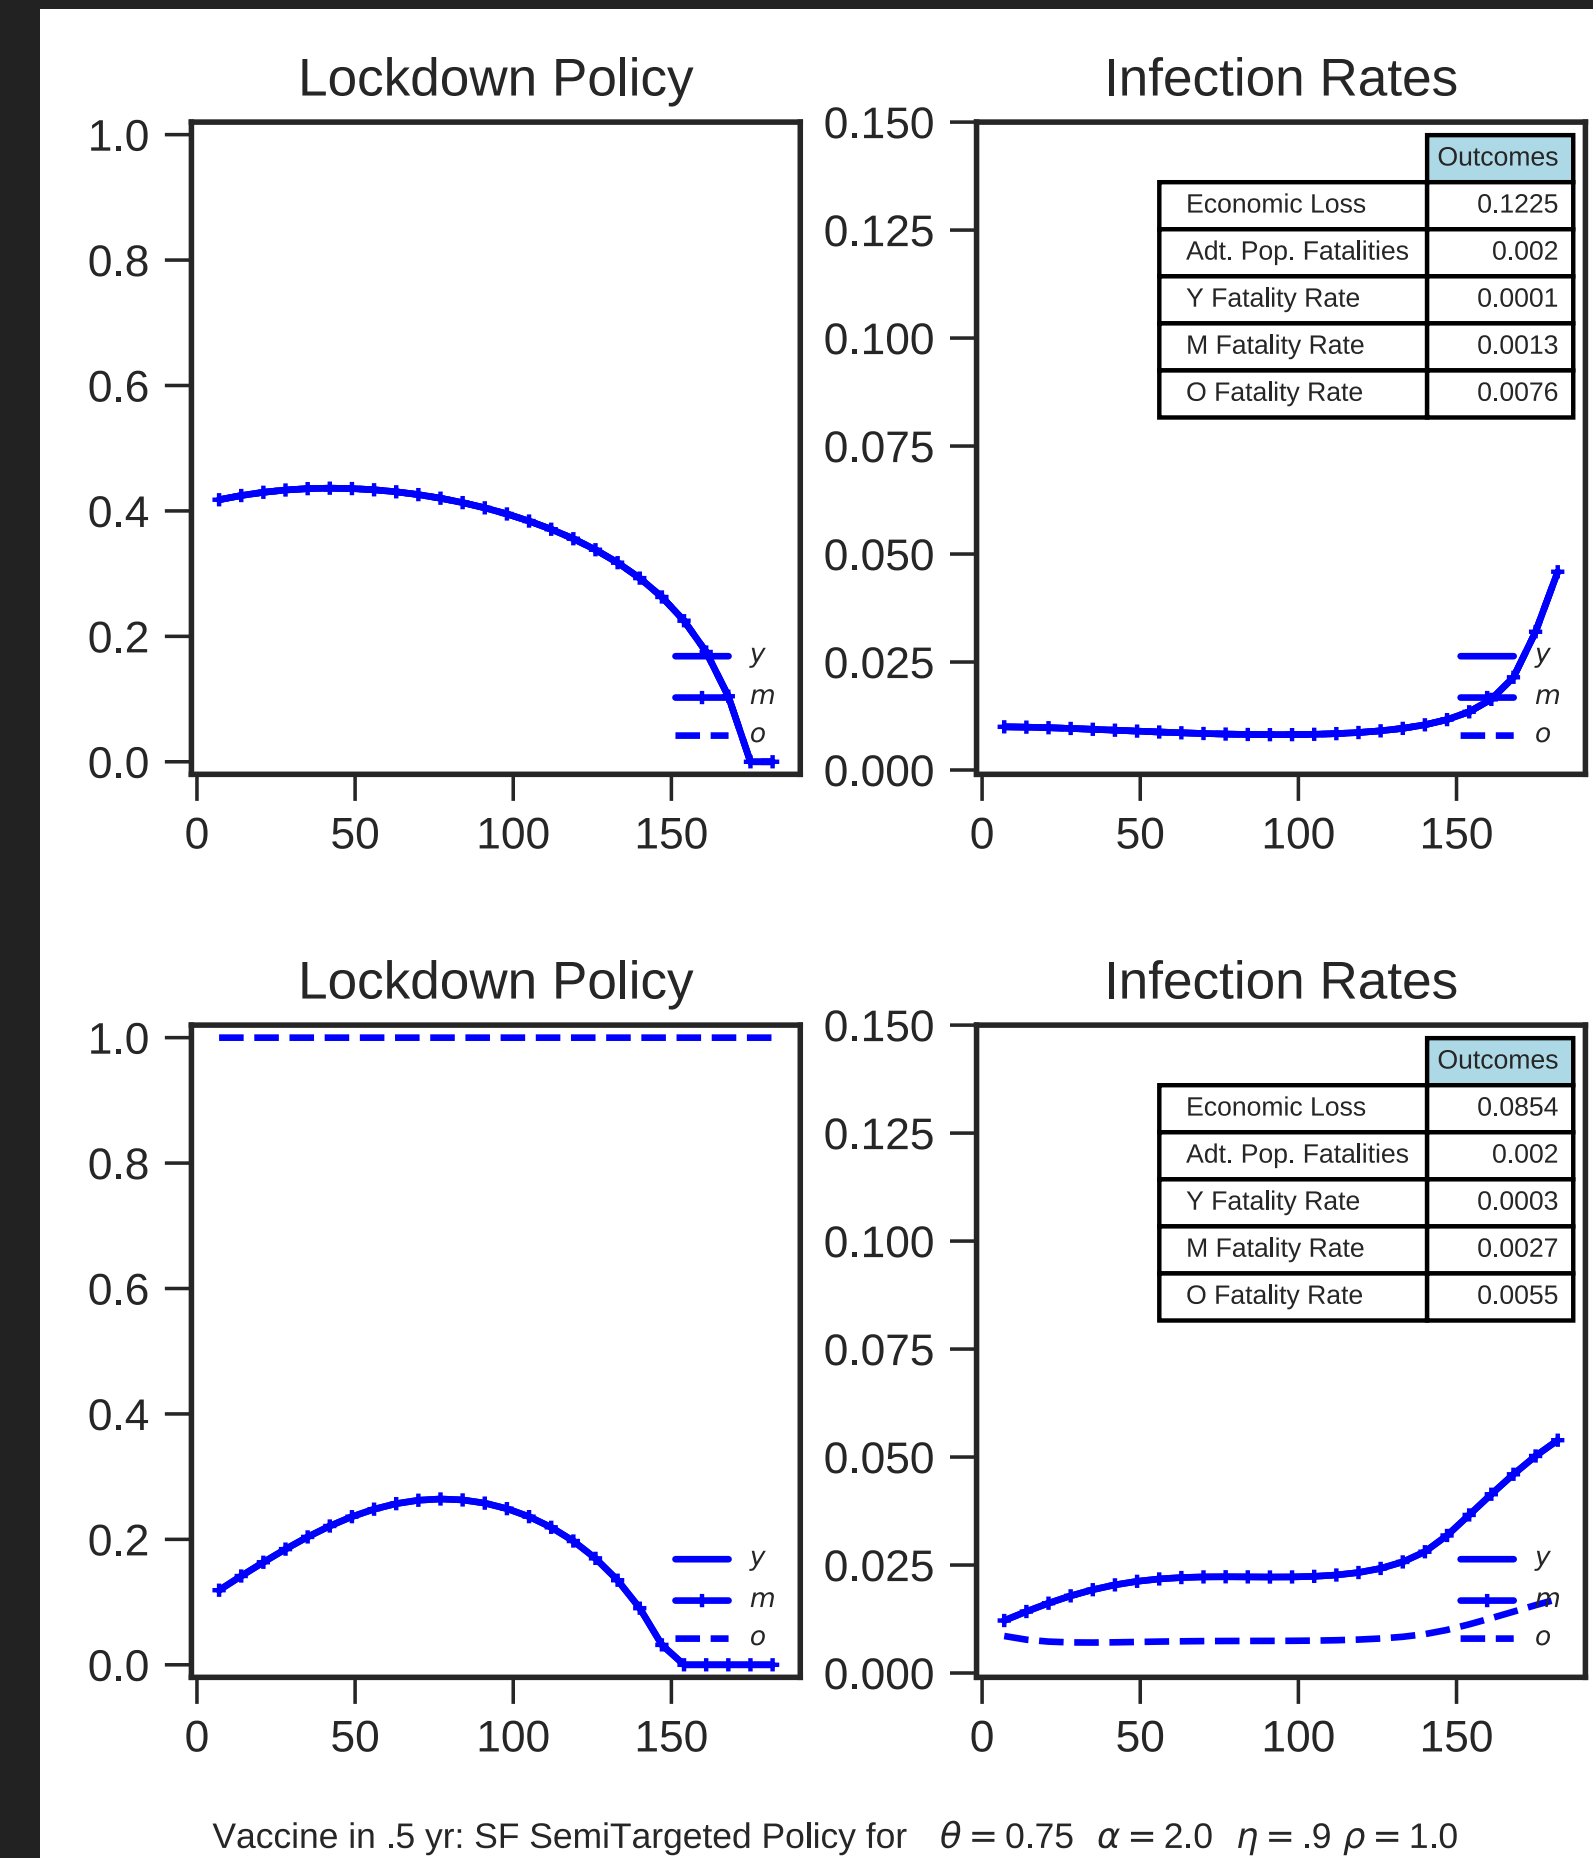 Lockdown Policy
1.0
0.8
0.6
0.4
0.2
0.0
0 50 100 150
y
m
o
Infection Rates
0.150
0.125
0.100
0.075
0.050
0.025
0.000
0 50 100 150
Outcomes
Economic Loss 0.1225
Adt. Pop. Fatalities 0.002
Y Fatality Rate 0.0001
M Fatality Rate 0.0013
O Fatality Rate 0.0076
y
m
o
Lockdown Policy
1.0
0.8
0.6
0.4
0.2
0.0
0 50 100 150
y
m
o
Infection Rates
0.150
0.125
0.100
0.075
0.050
0.025
0.000
0 50 100 150
Outcomes
Economic Loss 0.0854
Adt. Pop. Fatalities 0.002
Y Fatality Rate 0.0003
M Fatality Rate 0.0027
O Fatality Rate 0.0055
y
m
o
Vaccine in .5 yr: SF SemiTargeted Policy for θ = 0.75 α = 2.0 η = .9 ρ = 1.0